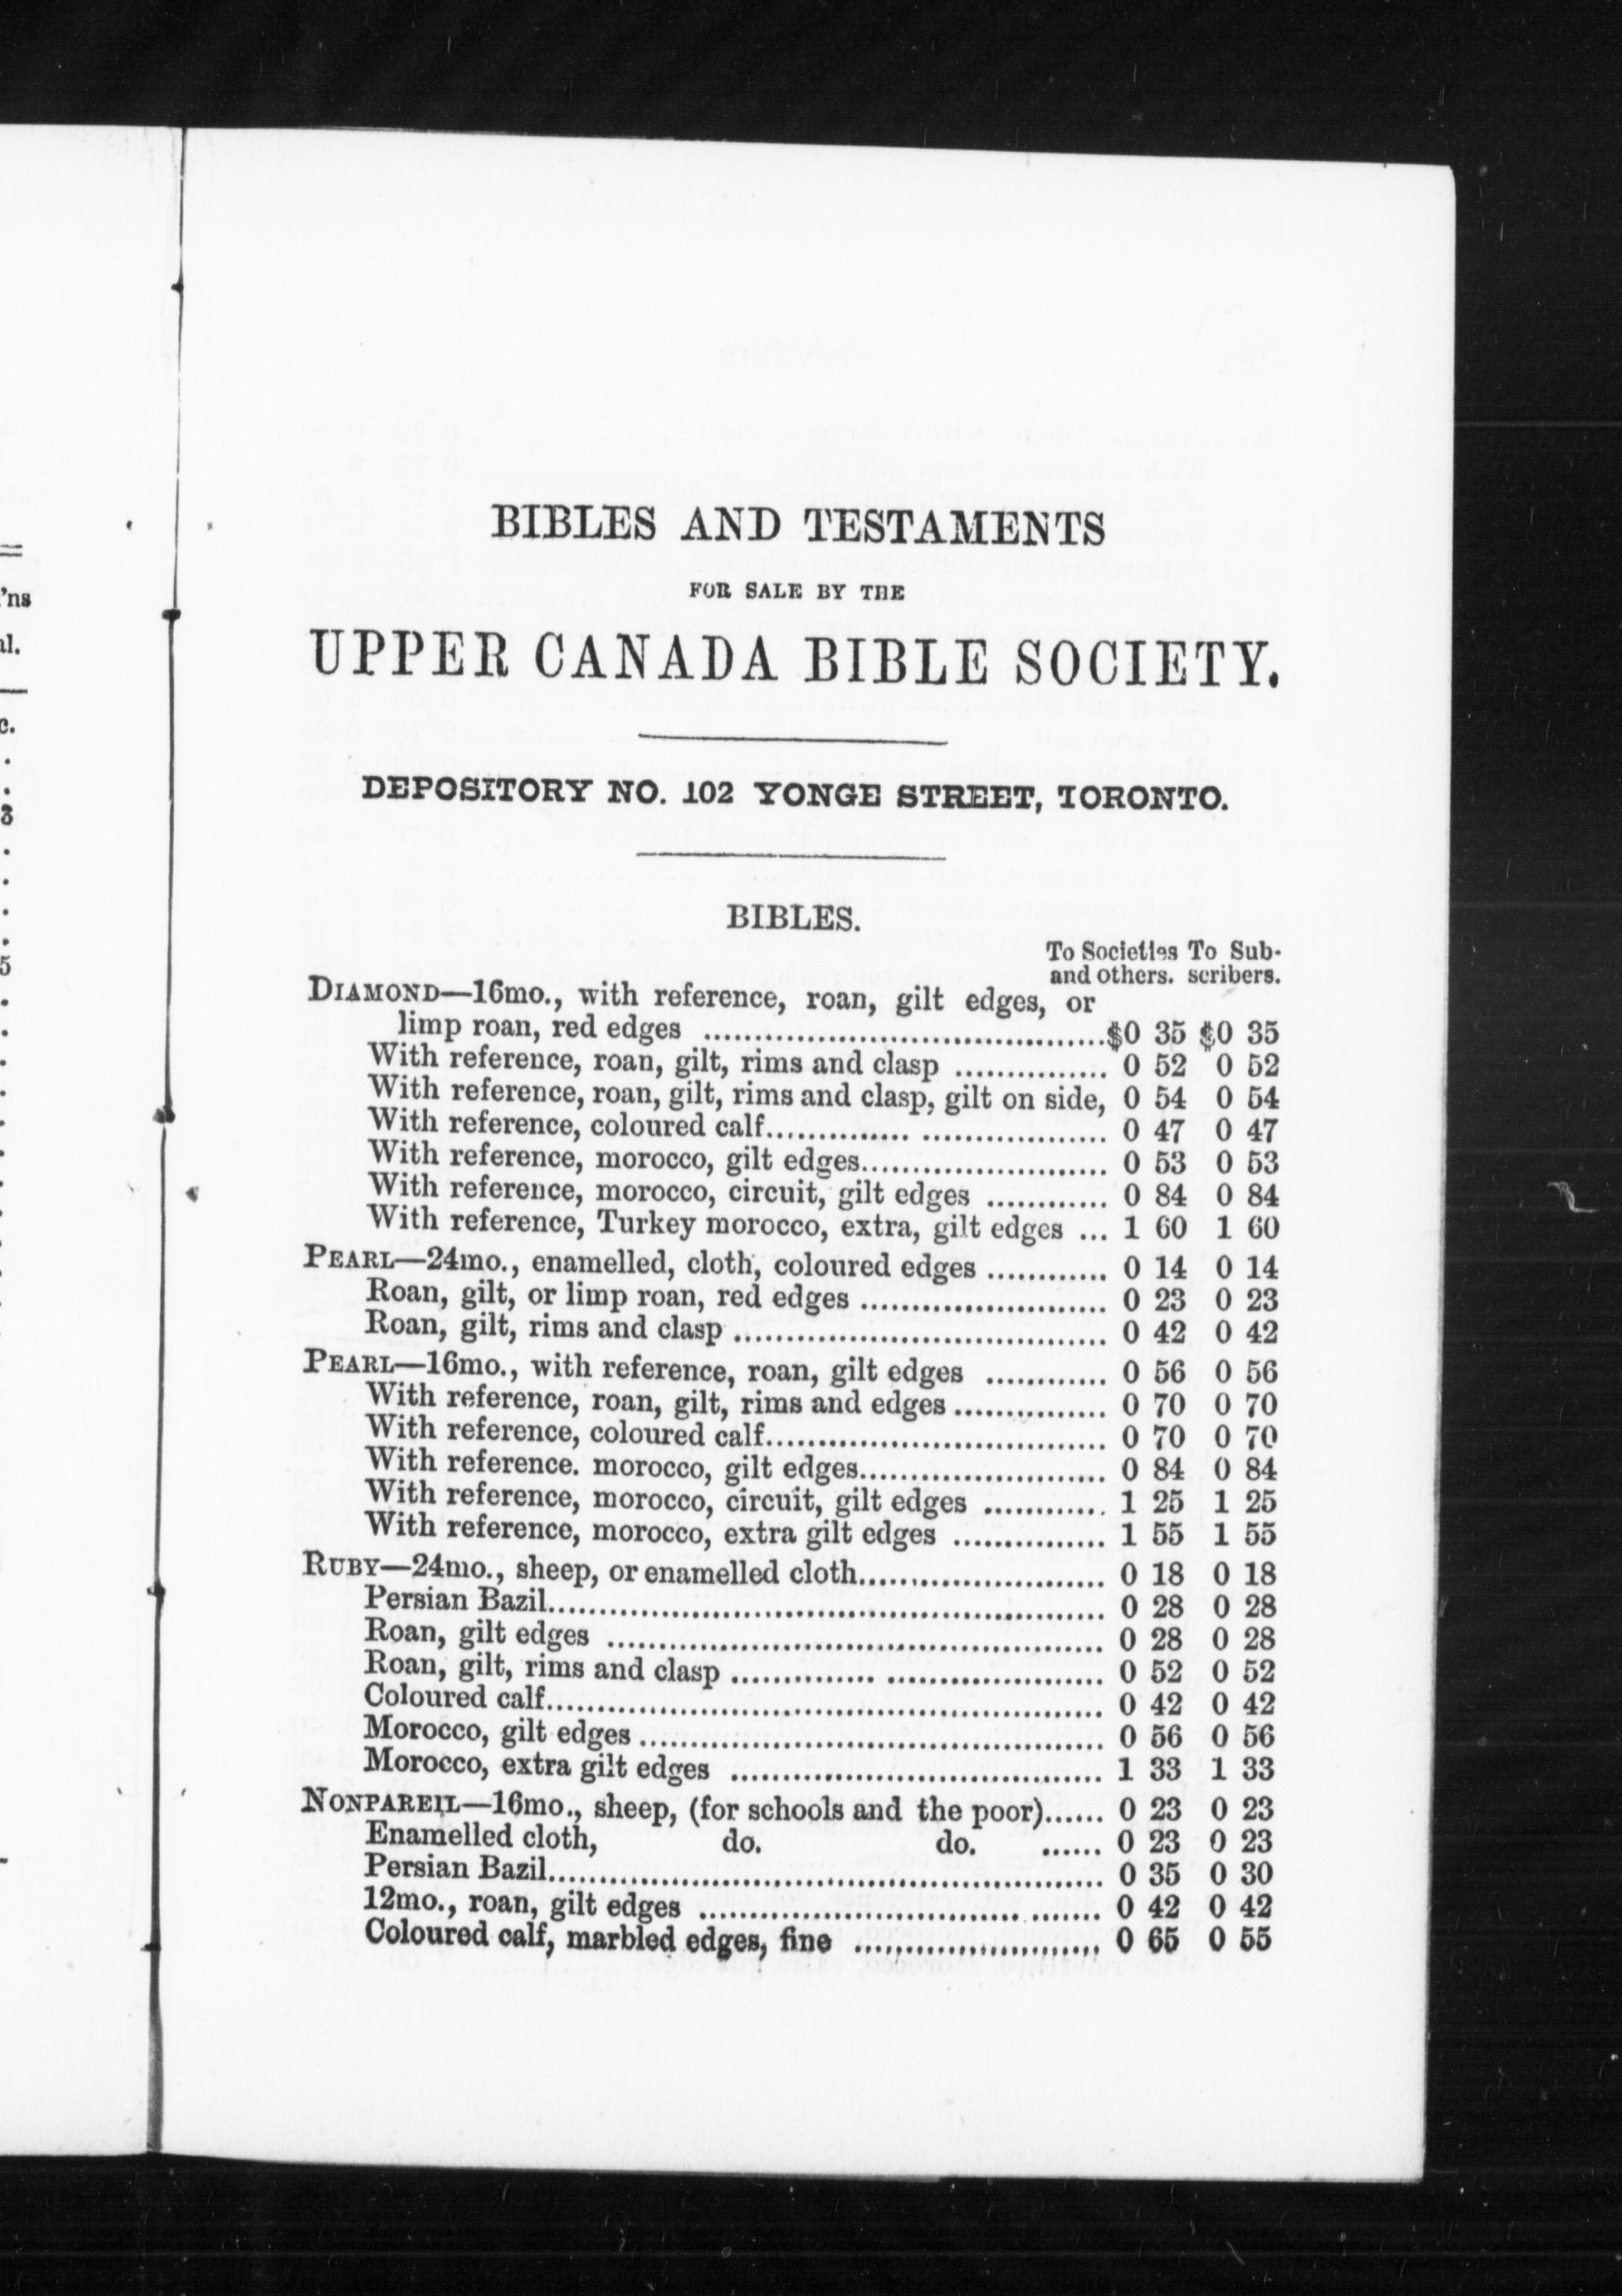 'ns
al.
c.
3
5
BIBLES AND TESTAMENTS
FOR SALE BY THE
UPPER CANADA BIBLE SOCIETY.
DEPOSITORY NO. 102 YONGE STREET, TORONTO.
BIBLES.
To Societies To Sub-
and others. scribers.
DIAMOND—16mo., with reference, roan, gilt edges, or
limp roan, red edges ........................................$0 35 $0 35
With reference, roan, gilt, rims and clasp ............... 0 52 0 52
With reference, roan, gilt, rims and clasp, gilt on side, 0 54 0 54
With reference, coloured calf.............. .................. 0 47 0 47
With reference, morocco, gilt edges........................ 0 53 0 53
With reference, morocco, circuit, gilt edges ............ 0 84 0 84
With reference, Turkey morocco, extra, gilt edges ... 1 60 1 60
PEARL—24mo., enamelled, cloth, coloured edges ............ 0 14 0 14
Roan, gilt, or limp roan, red edges ........................ 0 23 0 23
Roan, gilt, rims and clasp .................................... 0 42 0 42
PEARL—16mo., with reference, roan, gilt edges ............ 0 56 0 56
With reference, roan, gilt, rims and edges ............... 0 70 0 70
With reference, coloured calf................................. 0 70 0 70
With reference. morocco, gilt edges........................ 0 84 0 84
With reference, morocco, circuit, gilt edges ............ 1 25 1 25
With reference, morocco, extra gilt edges ............... 1 55 1 55
RUBY—24mo., sheep, or enamelled cloth........................ 0 18 0 18
Persian Bazil...................................................... 0 28 0 28
Roan, gilt edges ................................................ 0 28 0 28
Roan, gilt, rims and clasp .............. ..................... 0 52 0 52
Coloured calf...................................................... 0 42 0 42
Morocco, gilt edges ............................................. 0 56 0 56
Morocco, extra gilt edges .................................... 1 33 1 33
NONPAREIL—16mo., sheep, (for schools and the poor)...... 0 23 0 23
Enamelled cloth, do. do. ...... 0 23 0 23
Persian Bazil...................................................... 0 35 0 30
12mo., roan, gilt edges ............................... ....... 0 42 0 42
Coloured calf, marbled edges, fine ........................ 0 65 0 55